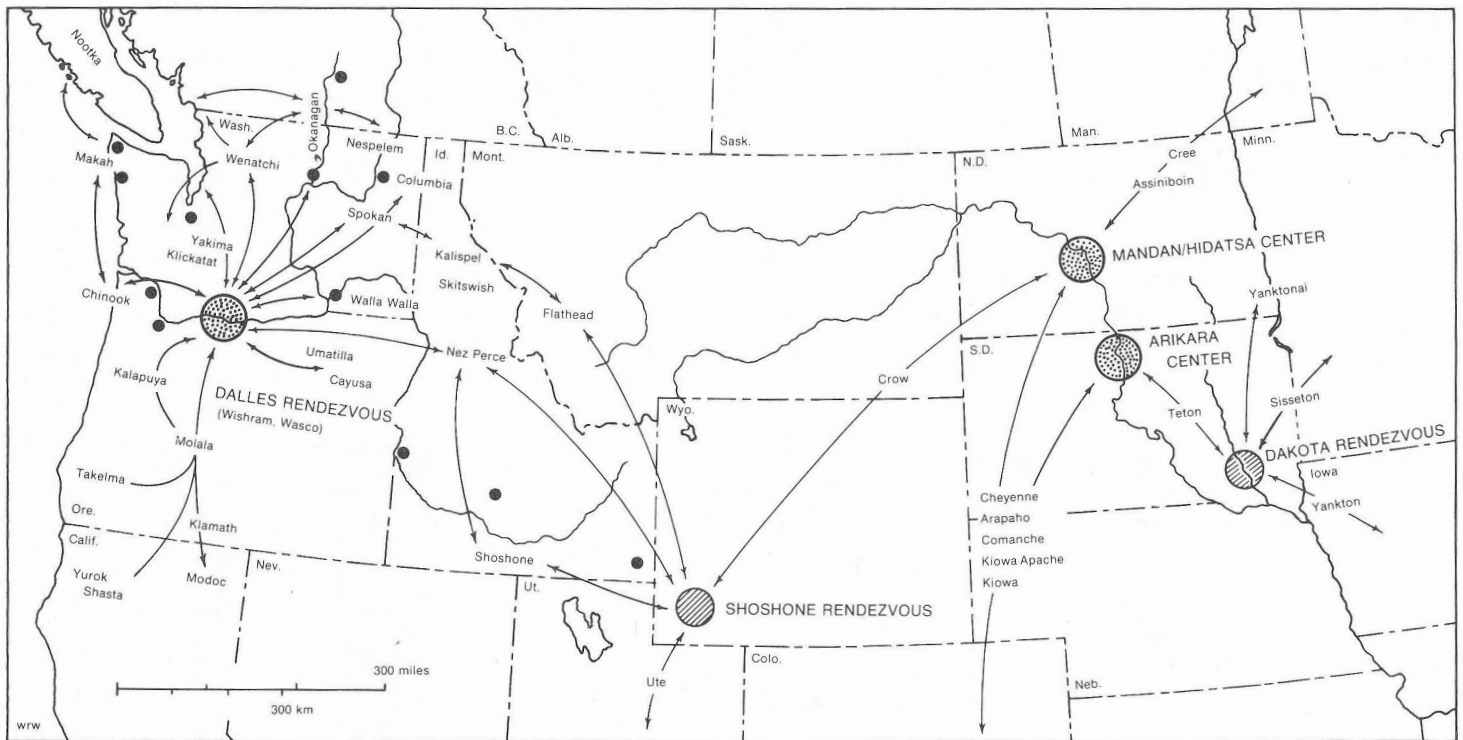 Nootka
Makah
Wash.
Wenatchi
Okanagan
Nespelem
Columbia
Spokan
Yakima
Klickatat
Chinook
Walla Walla
Kalispel
Skitswish
Flathead
Nez Perce
Umatilla
Cayusa
Kalapuya
DALLES RENDEZVOUS
(Wishram, Wasco)
Molala
Takelma
Ore.
Klamath
Calif.
Yurok
Shasta
Modoc
Nev.
Shoshone
Ut.
B.C.
Alb.
Id.
Mont.
Sask.
Man.
N.D.
Minn.
Cree
Assiniboin
MANDAN/HIDATSA CENTER
Yanktonai
S.D.
ARIKARA
CENTER
Crow
Wyo.
Teton
Sisseton
DAKOTA RENDEZVOUS
Iowa
Yankton
Cheyenne
Arapaho
Comanche
Kiowa Apache
Kiowa
SHOSHONE RENDEZVOUS
Colo.
Ute
Neb.
300 miles
300 km
wrw